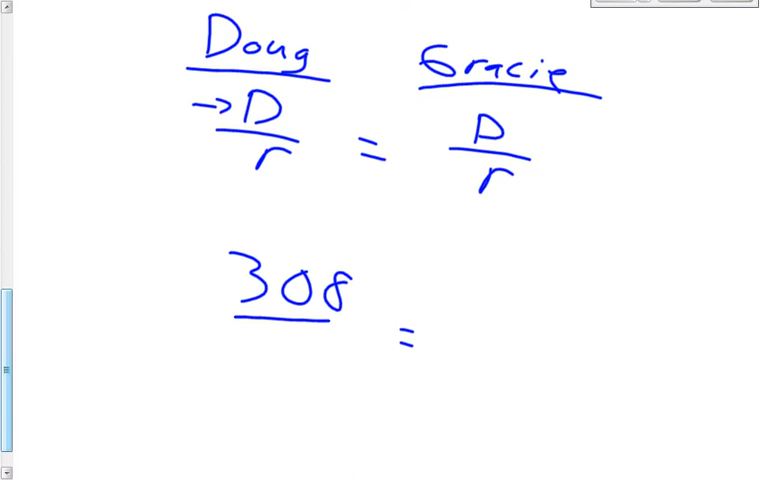 Doug Gracie
→ D/r = D/r
308 =